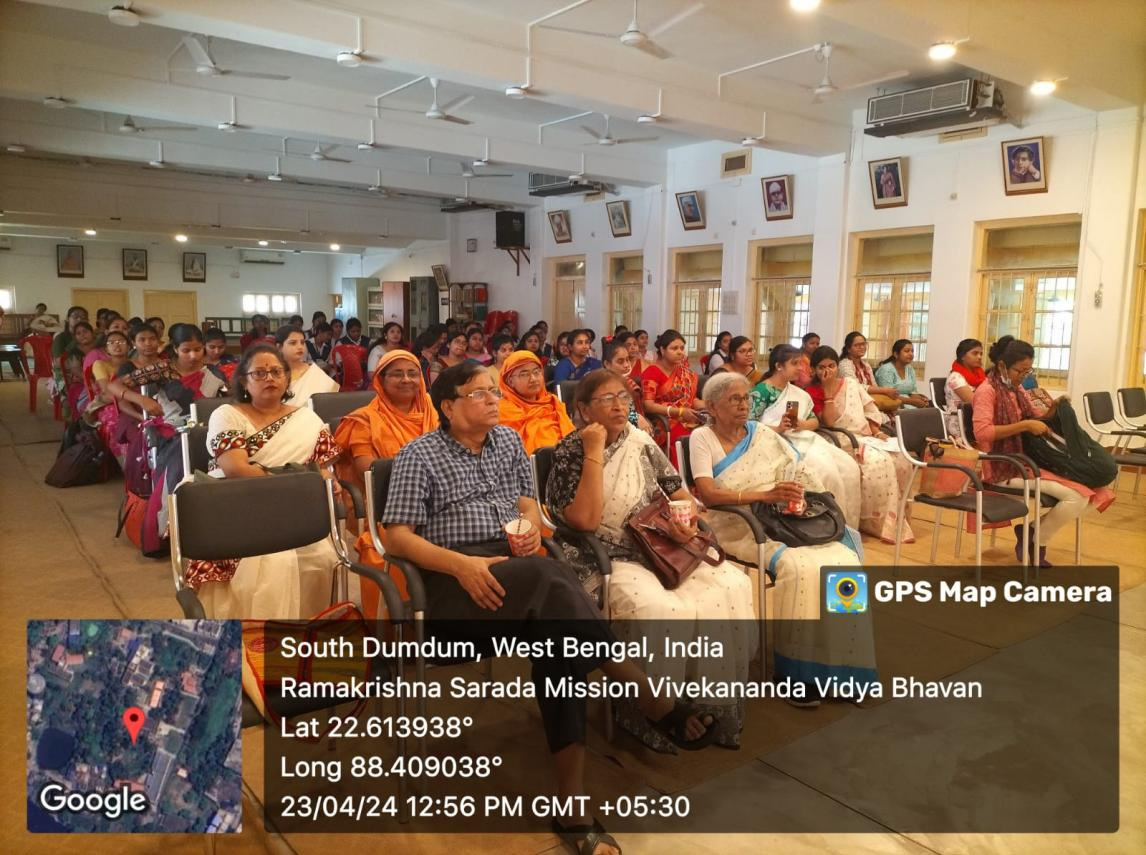 GPS Map Camera
South Dumdum, West Bengal, India
Ramakrishna Sarada Mission Vivekananda Vidya Bhavan
Lat 22.613938°
Long 88.409038°
23/04/24 12:56 PM GMT +05:30
Google